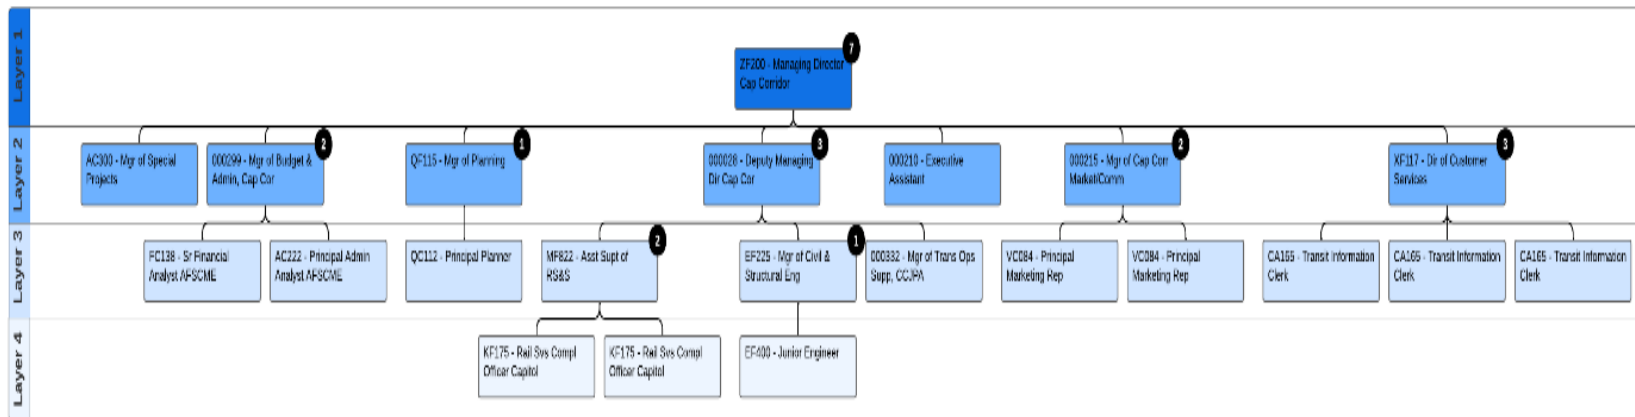 Layer 1
7
ZF200 - Managing Director
Cap Corridor
Layer 2
AC300 - Mgr of Special
Projects
2
000299 - Mgr of Budget &
Admin, Cap Cor
1
QF115 - Mgr of Planning
3
000028 - Deputy Managing
Dir Cap Cor
000210 - Executive
Assistant
2
000215 - Mgr of Cap Corr
Market/Comm
3
XF117 - Dir of Customer
Services
Layer 3
FC138 - Sr Financial
Analyst AFSCME
AC222 - Principal Admin
Analyst AFSCME
QC112 - Principal Planner
2
MF822 - Asst Supt of
RS&S
1
EF225 - Mgr of Civil &
Structural Eng
000332 - Mgr of Trans Ops
Supp, CCJPA
VC084 - Principal
Marketing Rep
VC084 - Principal
Marketing Rep
CA165 - Transit Information
Clerk
CA165 - Transit Information
Clerk
CA165 - Transit Information
Clerk
Layer 4
KF175 - Rail Svs Compl
Officer Capitol
KF175 - Rail Svs Compl
Officer Capitol
EF400 - Junior Engineer